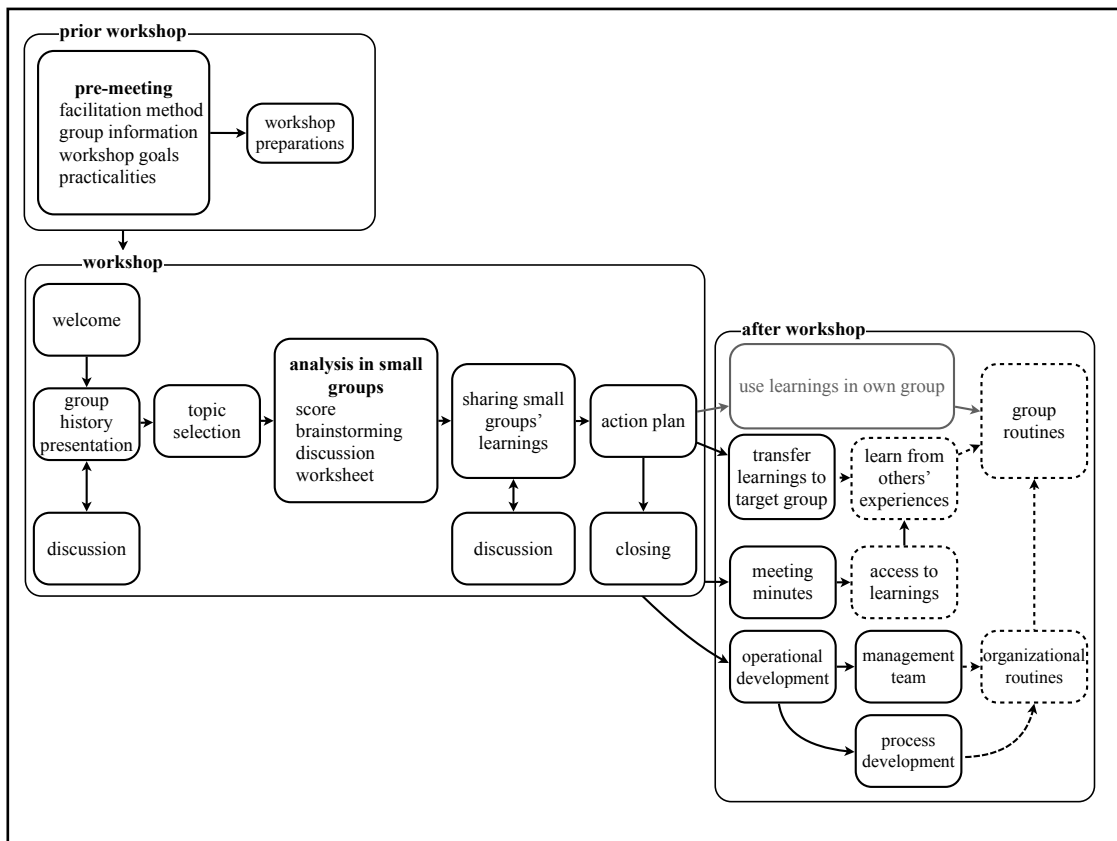 prior workshop
pre-meeting
facilitation method
group information
workshop goals
practicalities
workshop
preparations
workshop
welcome
group
history
presentation
discussion
topic
selection
analysis in small
groups
score
brainstorming
discussion
worksheet
sharing small
groups’
learnings
discussion
action plan
closing
after workshop
use learnings in own group
group
routines
transfer
learnings to
target group
learn from
others’
experiences
meeting
minutes
access to
learnings
operational
development
management
team
organizational
routines
process
development